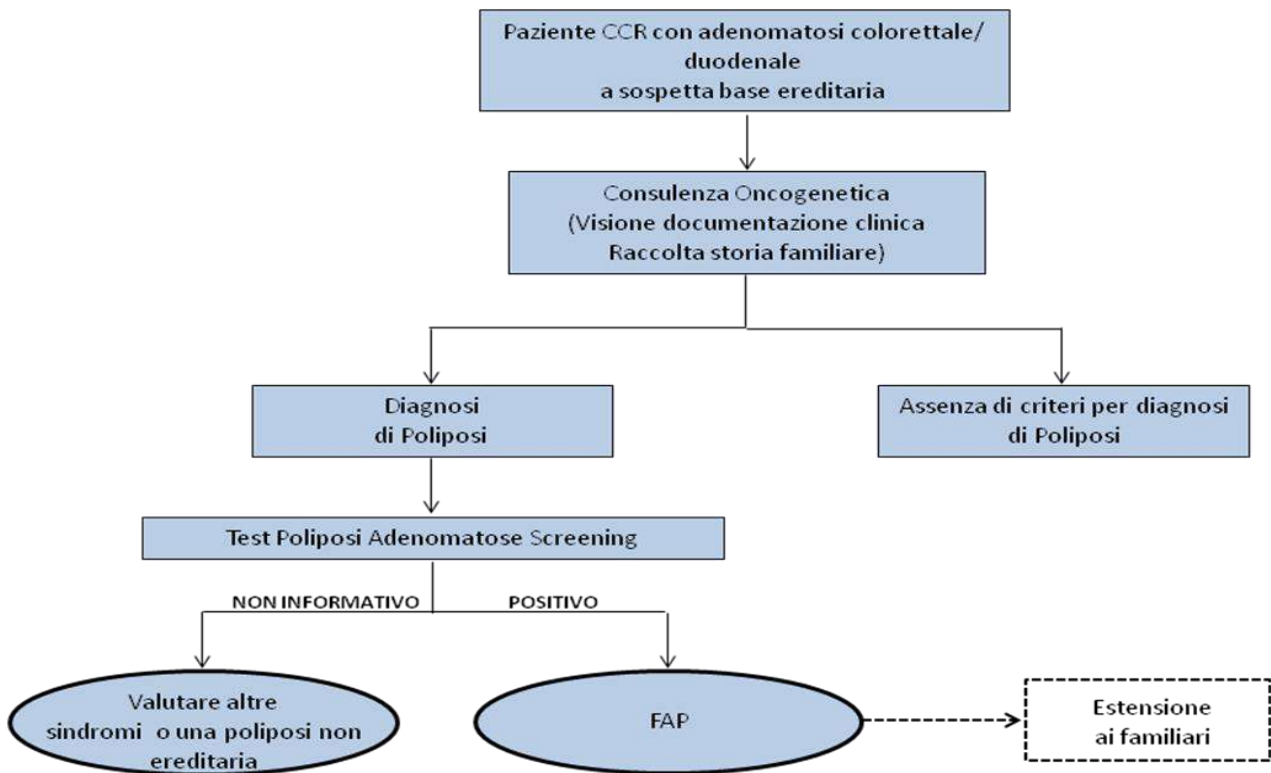 Paziente CCR con adenomatosi colorettale/
duodenale
a sospetta base ereditaria
Consulenza Oncogenetica
(Visione documentazione clinica
Raccolta storia familiare)
Diagnosi
di Poliposi
Assenza di criteri per diagnosi
di Poliposi
Test Poliposi Adenomatose Screening
NON INFORMATIVO
POSITIVO
Valutare altre
sindromi o una poliposi non
ereditaria
FAP
Estensione
ai familiari